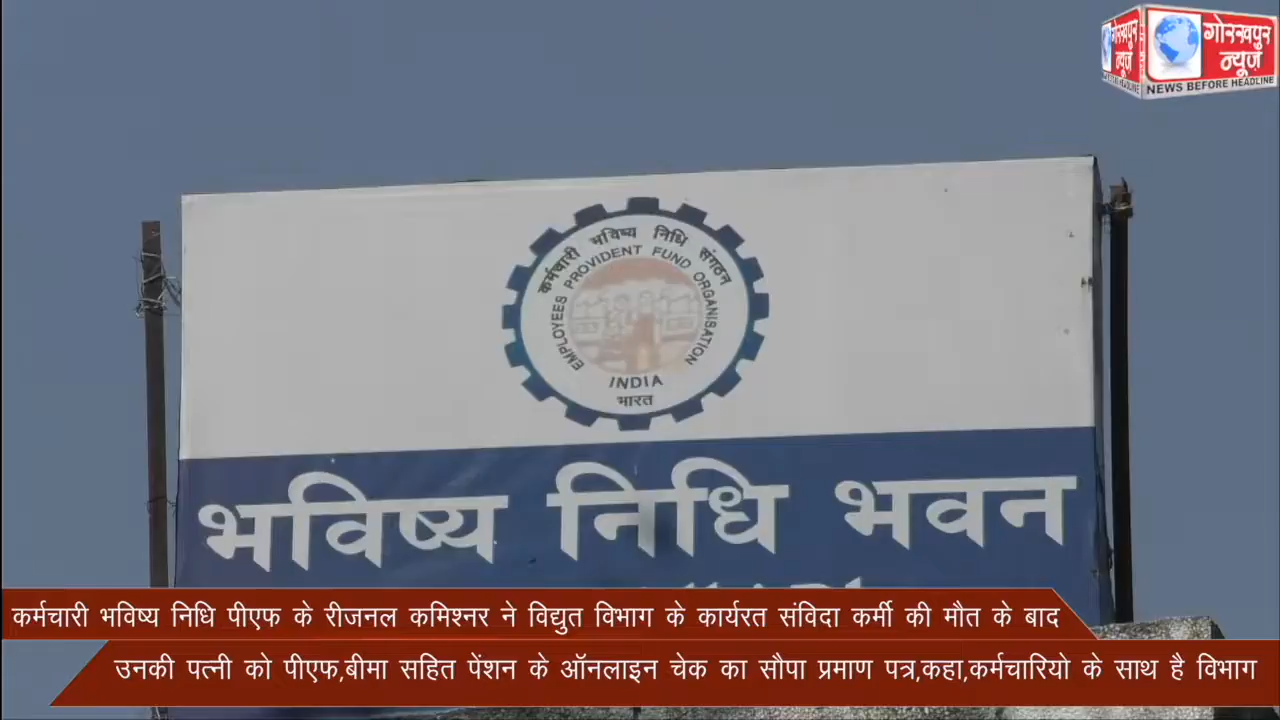 गोरखपुर
न्यूज़
गोरखपुर
न्यूज़
NEWS BEFORE HEADLINE
कर्मचारी भविष्य निधि संगठन
EMPLOYEES PROVIDENT FUND ORGANISATION
INDIA
भारत
भविष्य निधि भवन
कर्मचारी भविष्य निधि पीएफ के रीजनल कमिश्नर ने विद्युत विभाग के कार्यरत संविदा कर्मी की मौत के बाद
उनकी पत्नी को पीएफ,बीमा सहित पेंशन के ऑनलाइन चेक का सौपा प्रमाण पत्र,कहा,कर्मचारियो के साथ है विभाग